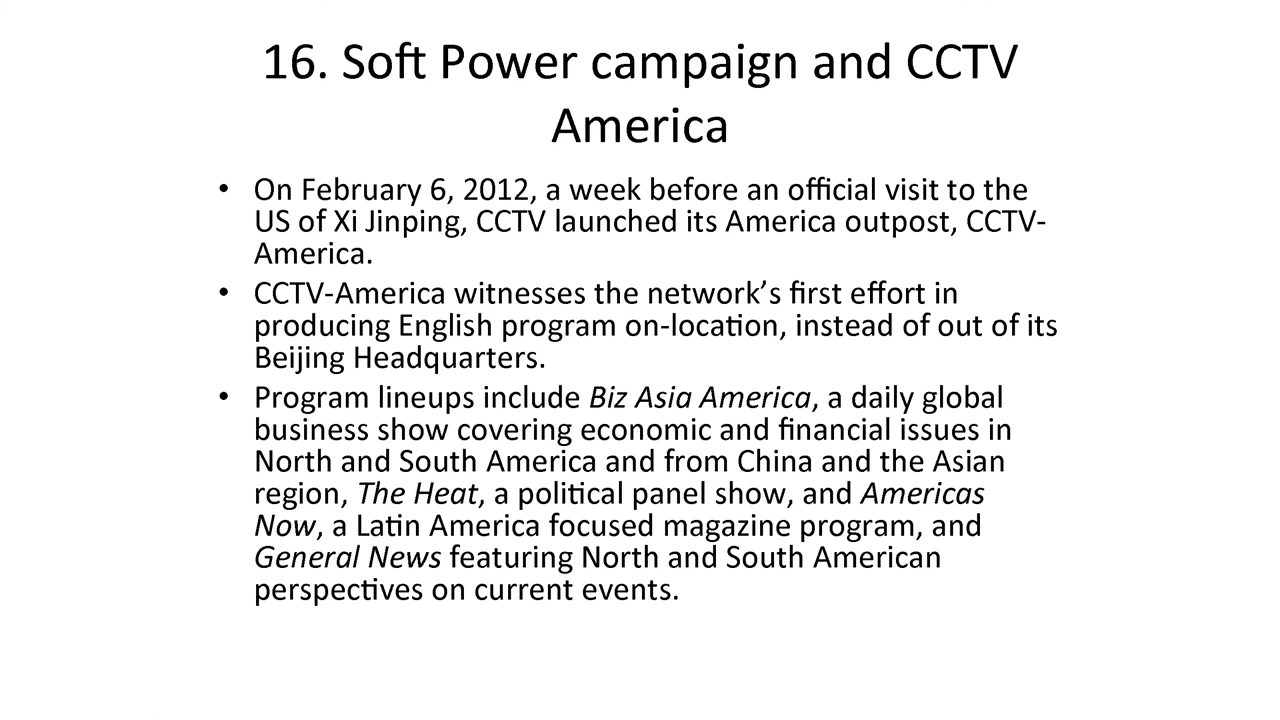 16. Soft Power campaign and CCTV
America
• On February 6, 2012, a week before an official visit to the
US of Xi Jinping, CCTV launched its America outpost, CCTV-
America.
• CCTV-America witnesses the network’s first effort in
producing English program on-location, instead of out of its
Beijing Headquarters.
• Program lineups include Biz Asia America, a daily global
business show covering economic and financial issues in
North and South America and from China and the Asian
region, The Heat, a political panel show, and Americas
Now, a Latin America focused magazine program, and
General News featuring North and South American
perspectives on current events.